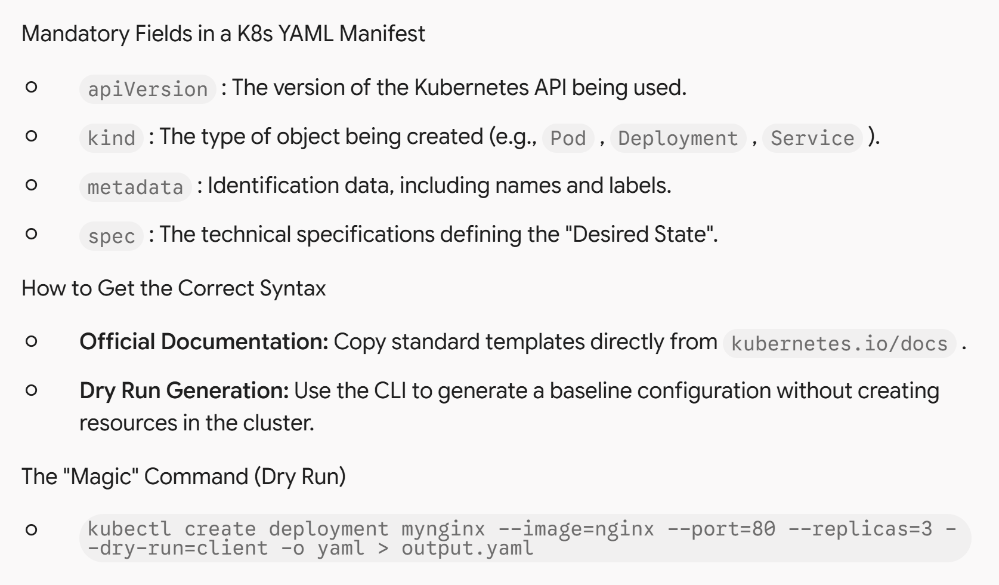 Mandatory Fields in a K8s YAML Manifest
apiVersion : The version of the Kubernetes API being used.
kind : The type of object being created (e.g., Pod , Deployment , Service ).
metadata : Identification data, including names and labels.
spec : The technical specifications defining the "Desired State".
How to Get the Correct Syntax
Official Documentation: Copy standard templates directly from kubernetes.io/docs .
Dry Run Generation: Use the CLI to generate a baseline configuration without creating
resources in the cluster.
The "Magic" Command (Dry Run)
kubectl create deployment mynginx --image=nginx --port=80 --replicas=3 -
-dry-run=client -o yaml > output.yaml